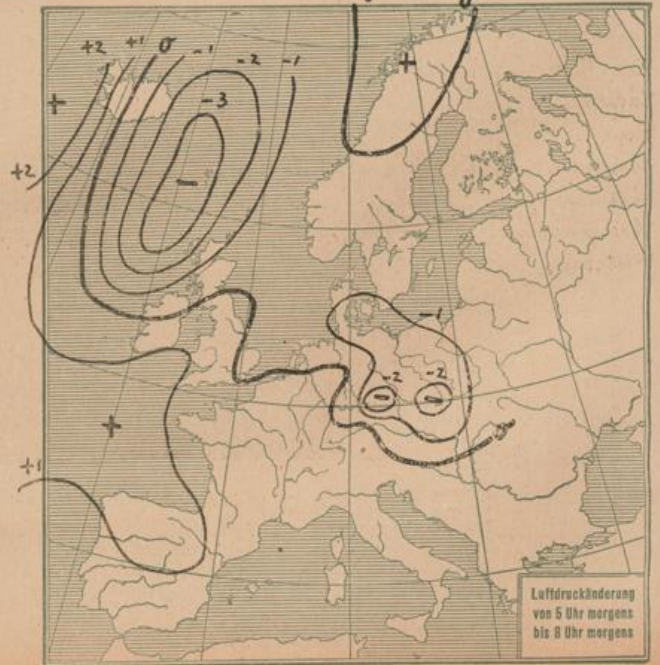 +2 +1 0 -1 -2 -1
-3
+
+
+2
-
-1
-2 -2
- -
+
+1
0
Luftdruckänderung
von 5 Uhr morgens
bis 8 Uhr morgens